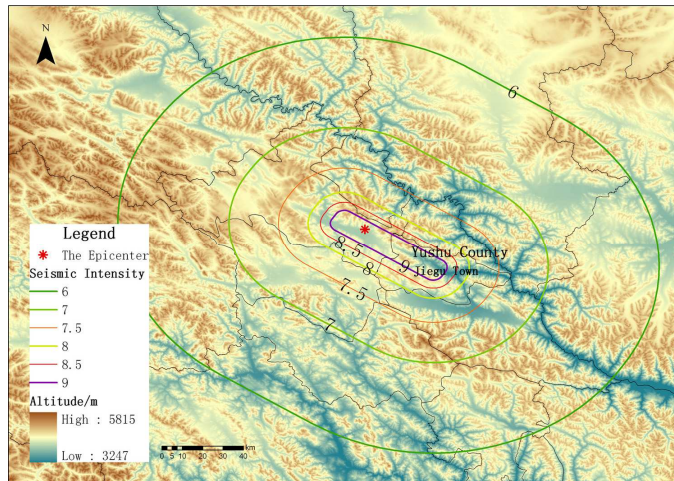 N
6
Yushu County
Jiegu Town
8.5
9
8
7.5
7
Legend
The Epicenter
Seismic Intensity
6
7
7.5
8
8.5
9
Altitude/m
High : 5815
Low : 3247
0 5 10 20 30 40 km